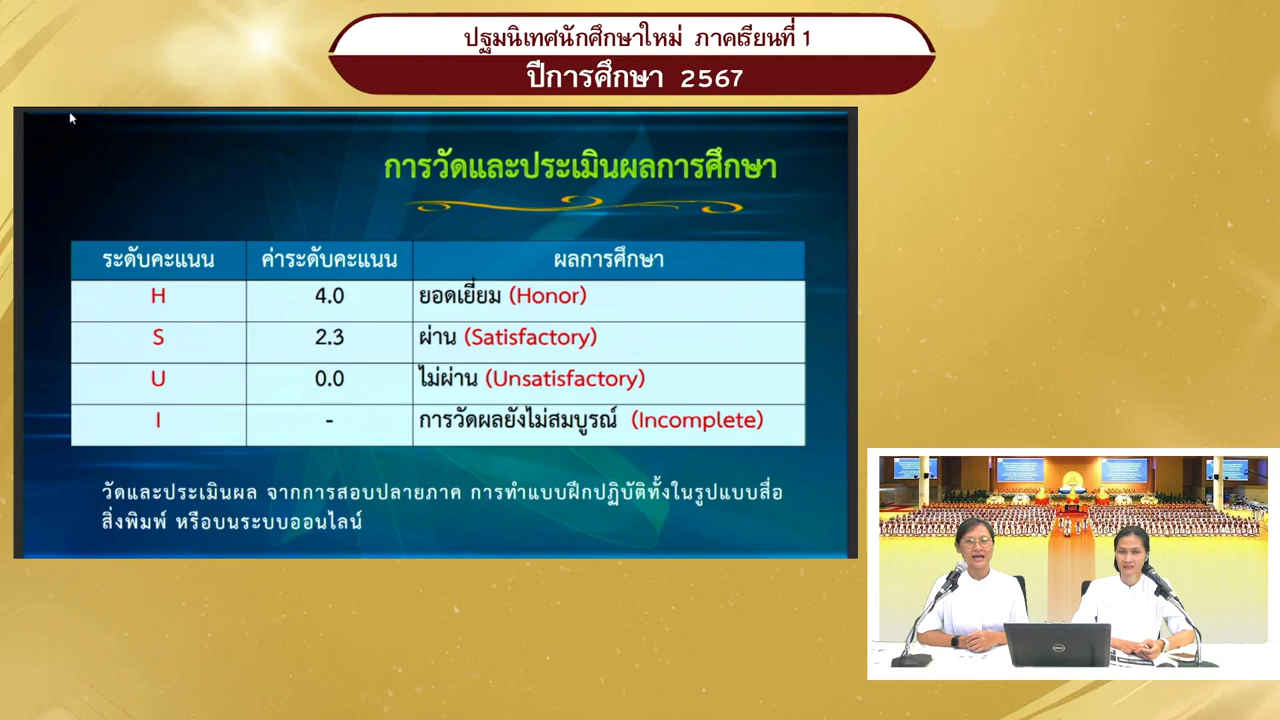 ปฐมนิเทศนักศึกษาใหม่ ภาคเรียนที่ 1
ปีการศึกษา 2567
การวัดและประเมินผลการศึกษา
ระดับคะแนน ค่าระดับคะแนน ผลการศึกษา
H 4.0 ยอดเยี่ยม (Honor)
S 2.3 ผ่าน (Satisfactory)
U 0.0 ไม่ผ่าน (Unsatisfactory)
I - การวัดผลยังไม่สมบูรณ์ (Incomplete)
วัดและประเมินผล จากการสอบปลายภาค การทำแบบฝึกปฏิบัติทั้งในรูปแบบสื่อ
สิ่งพิมพ์ หรือบนระบบออนไลน์